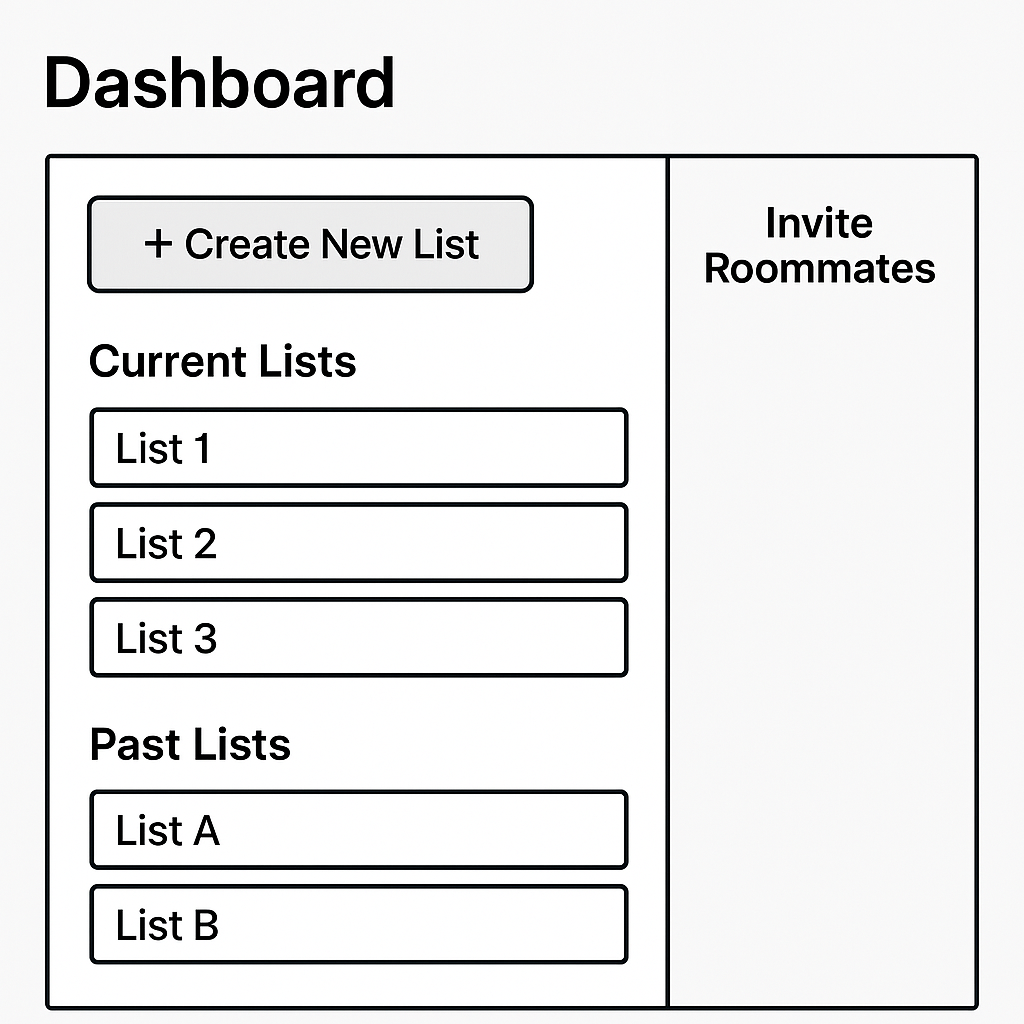 Dashboard
+ Create New List
Current Lists
List 1
List 2
List 3
Past Lists
List A
List B
Invite
Roommates